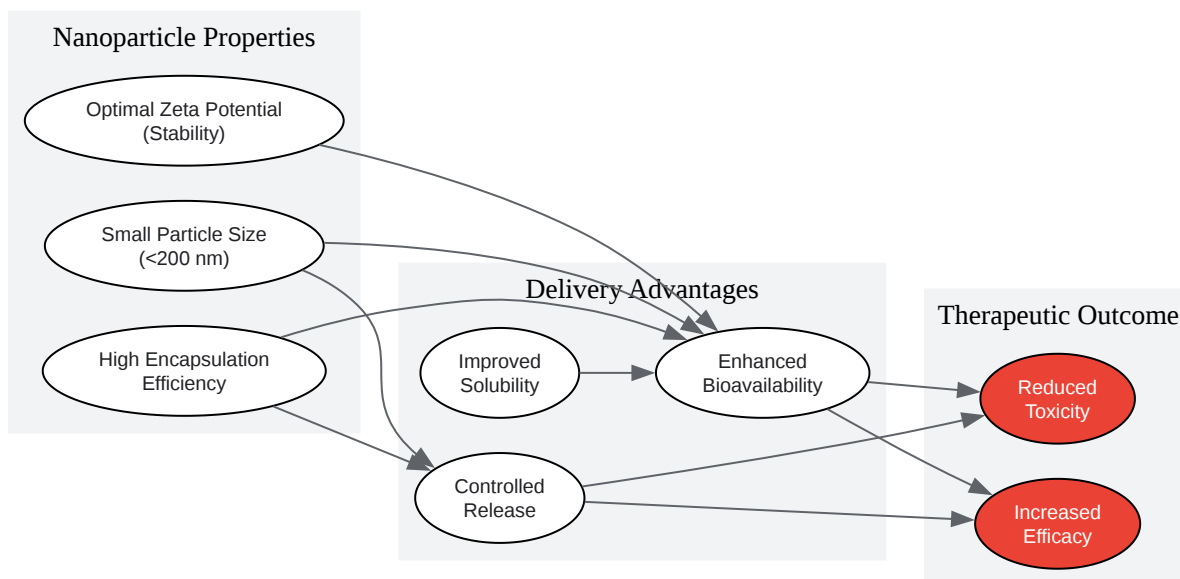 Nanoparticle Properties
Optimal Zeta Potential
(Stability)
Small Particle Size
(<200 nm)
High Encapsulation
Efficiency
Delivery Advantages
Improved
Solubility
Enhanced
Bioavailability
Controlled
Release
Therapeutic Outcome
Reduced
Toxicity
Increased
Efficacy